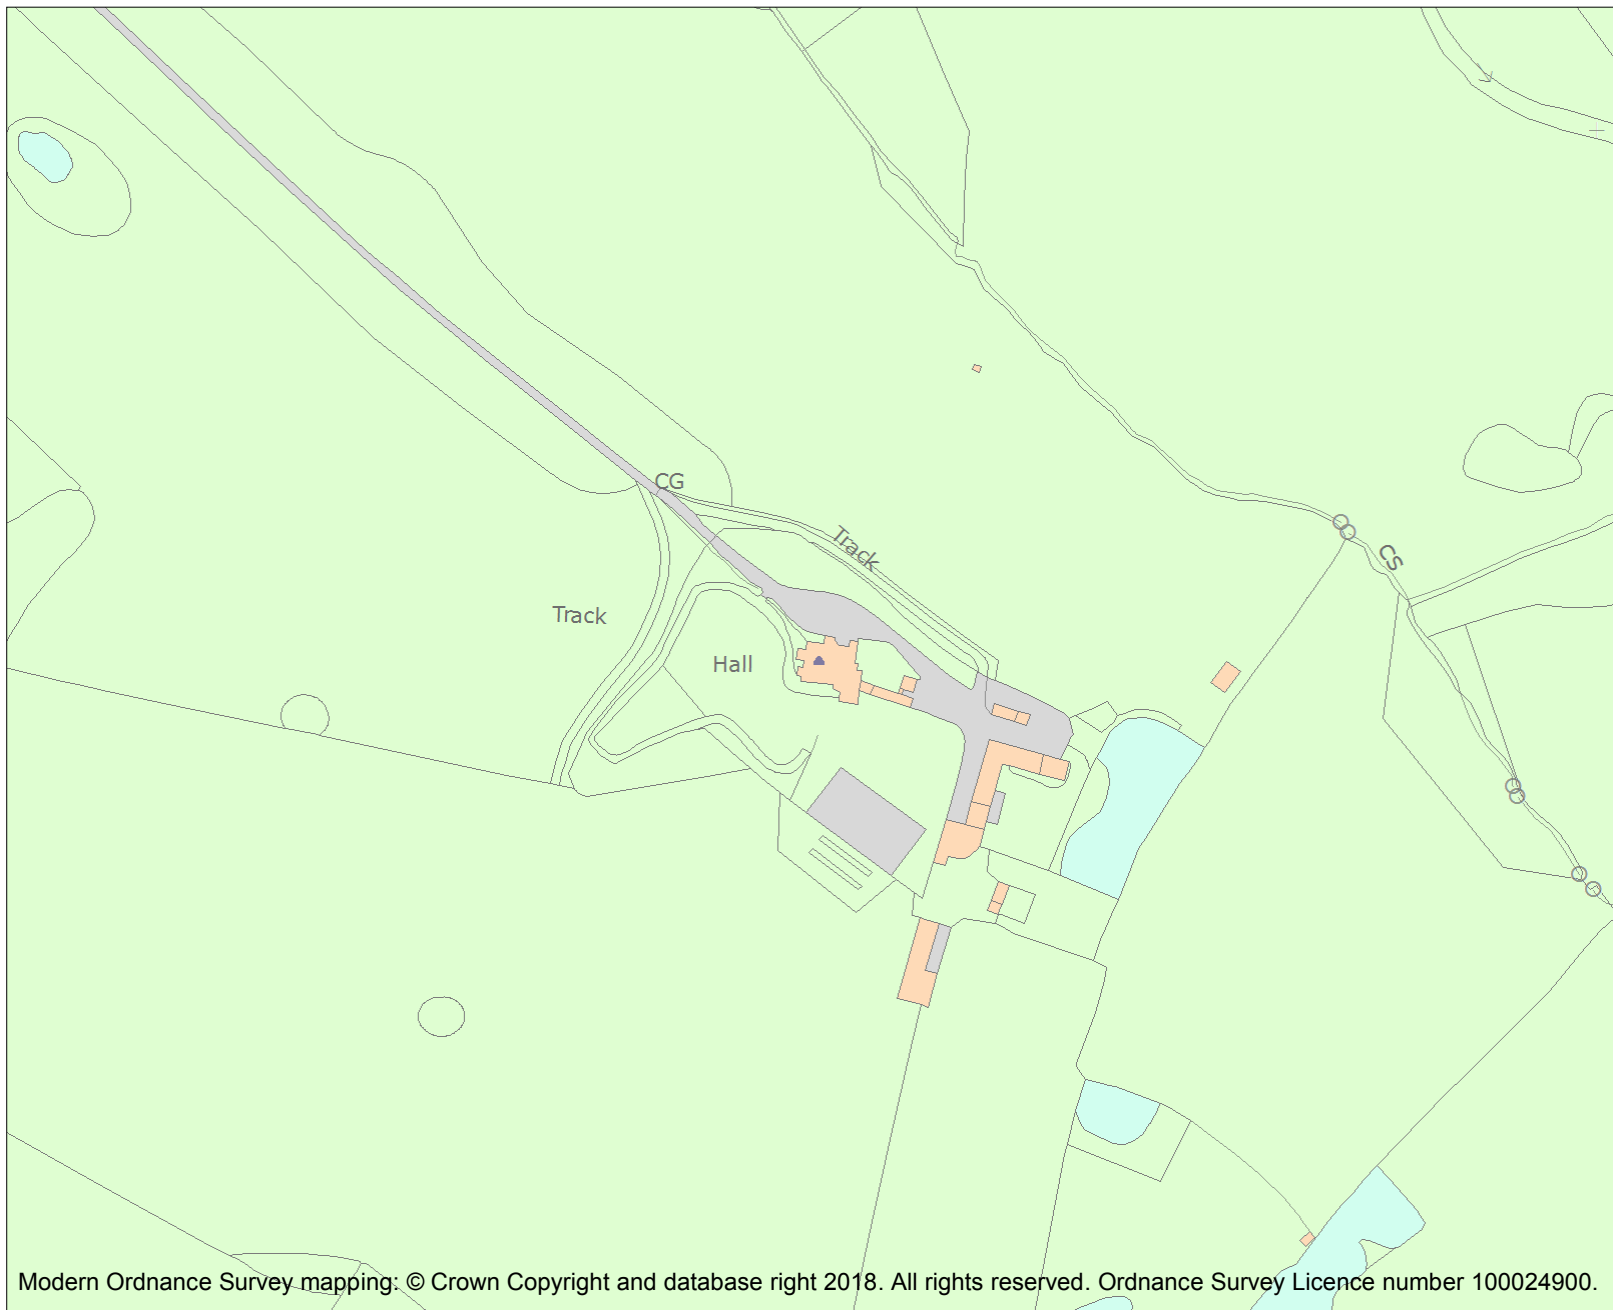 CG
Track
CS
Track
Hall
Modern Ordnance Survey mapping: © Crown Copyright and database right 2018. All rights reserved. Ordnance Survey Licence number 100024900.